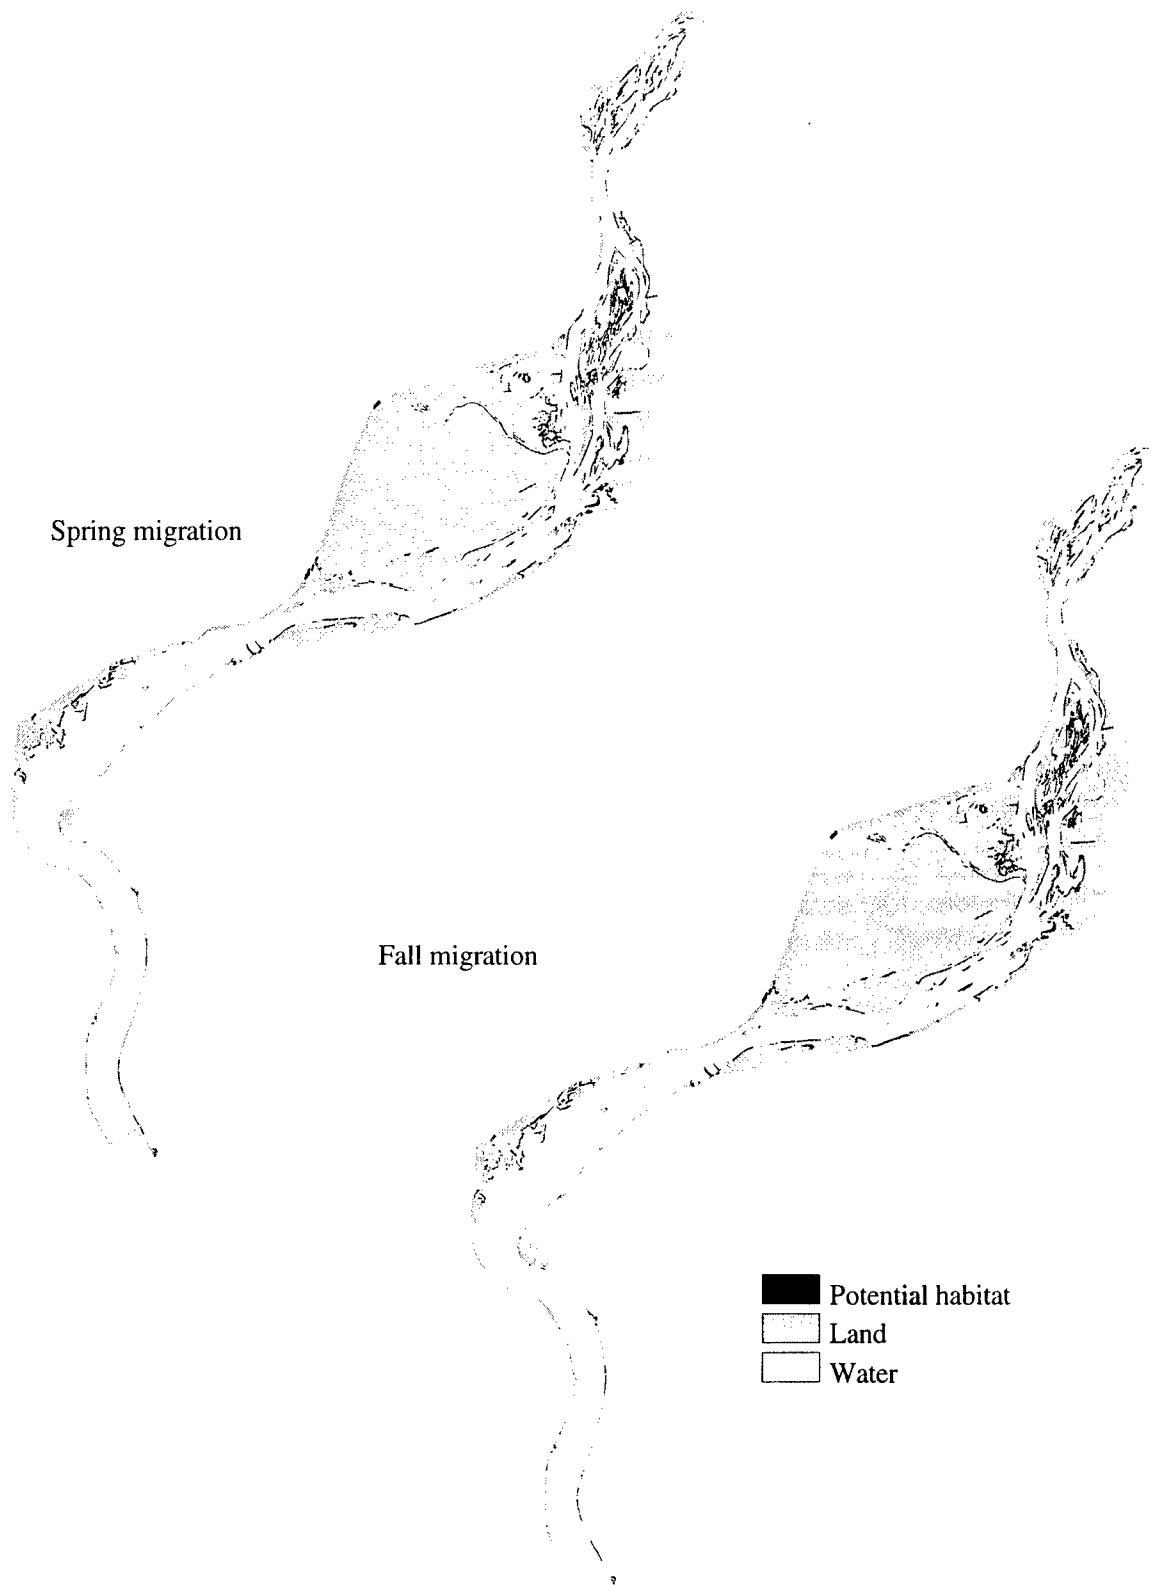 Spring migration
Fall migration
Potential habitat
Land
Water